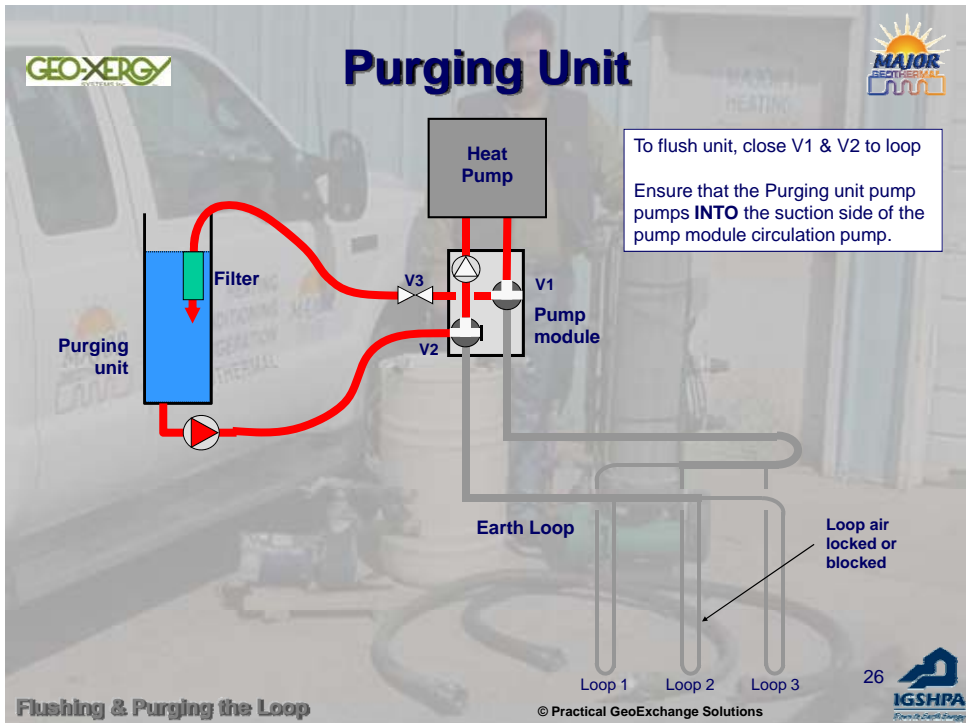 Purging Unit
GEO-XERGY
SYSTEMS INC
MAJOR
GEOTHERMAL
Heat
Pump
To flush unit, close V1 & V2 to loop
Ensure that the Purging unit pump
pumps INTO the suction side of the
pump module circulation pump.
Filter
V3
V1
Pump
module
V2
Purging
unit
Earth Loop
Loop air
locked or
blocked
Loop 1
Loop 2
Loop 3
26
IGSHPA
Flushing & Purging the Loop
© Practical GeoExchange Solutions